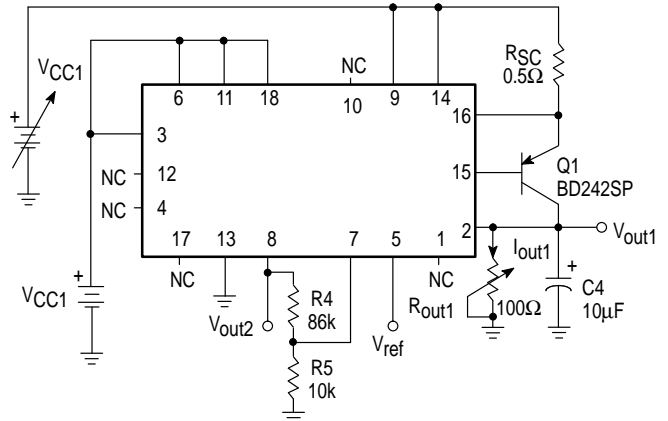 VCC1
+
RSC
0.5Ω
NC
6
11
18
10
9
14
16
3
12
NC
4
NC
15
Q1
BD242SP
2
Vout1
17
13
8
7
5
1
NC
NC
Iout1
+
VCC1
+
Vout2
R4
86k
Vref
Rout1
100Ω
C4
10µF
R5
10k